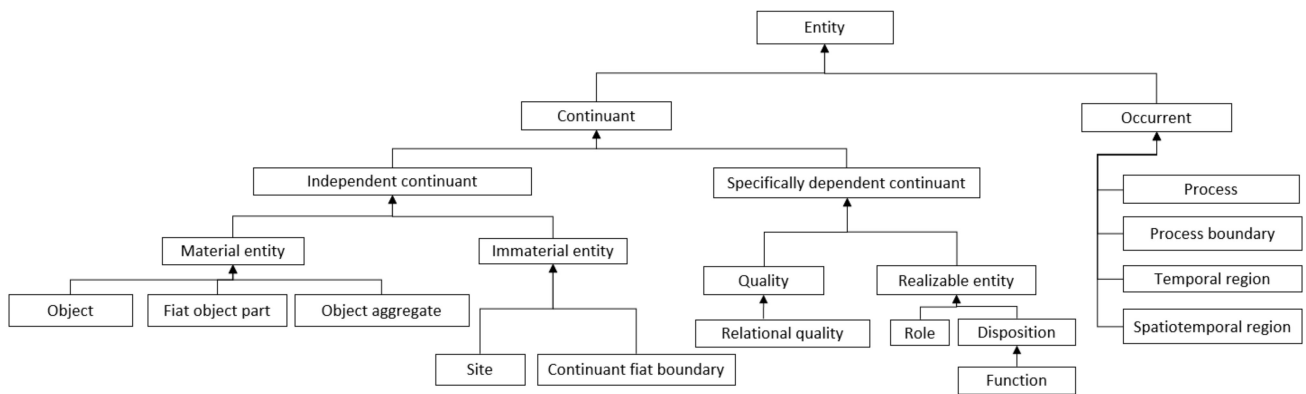 Entity
Continuant
Occurrent
Independent continuant
Specifically dependent continuant
Process
Process boundary
Material entity
Immaterial entity
Quality
Realizable entity
Temporal region
Object
Fiat object part
Object aggregate
Relational quality
Role
Disposition
Spatiotemporal region
Site
Continuant fiat boundary
Function